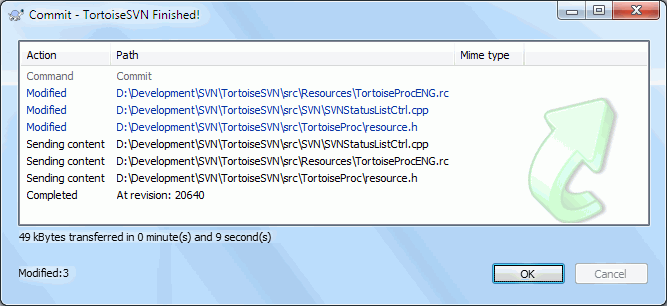 Commit - TortoiseSVN Finished!
Action Path Mime type
Command Commit
Modified D:\Development\SVN\TortoiseSVN\src\Resources\TortoiseProcENG.rc
Modified D:\Development\SVN\TortoiseSVN\src\SVN\SVNStatusListCtrl.cpp
Modified D:\Development\SVN\TortoiseSVN\src\TortoiseProc\resource.h
Sending content D:\Development\SVN\TortoiseSVN\src\SVN\SVNStatusListCtrl.cpp
Sending content D:\Development\SVN\TortoiseSVN\src\Resources\TortoiseProcENG.rc
Sending content D:\Development\SVN\TortoiseSVN\src\TortoiseProc\resource.h
Completed At revision: 20640
49 kBytes transferred in 0 minute(s) and 9 second(s)
Modified:3 OK Cancel